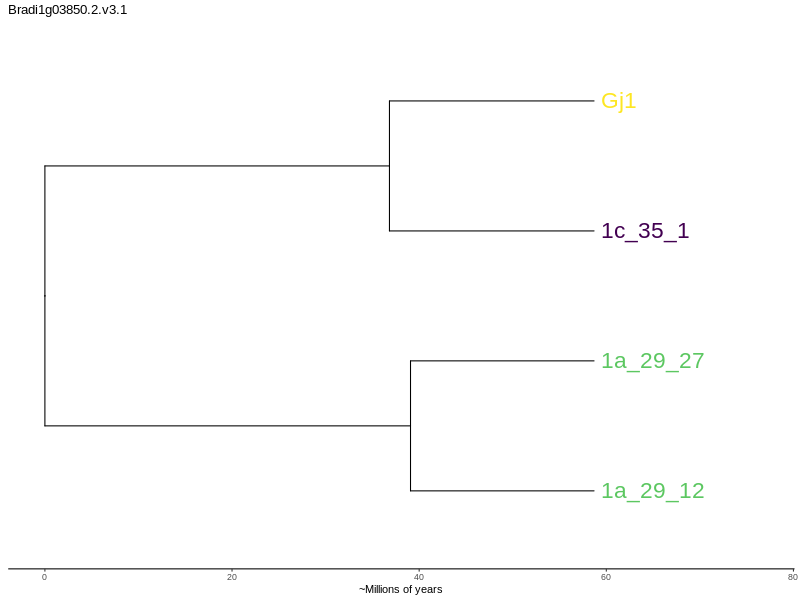 Bradi1g03850.2.v3.1
Gj1
1c_35_1
1a_29_27
1a_29_12
0 20 40 60 80
~Millions of years